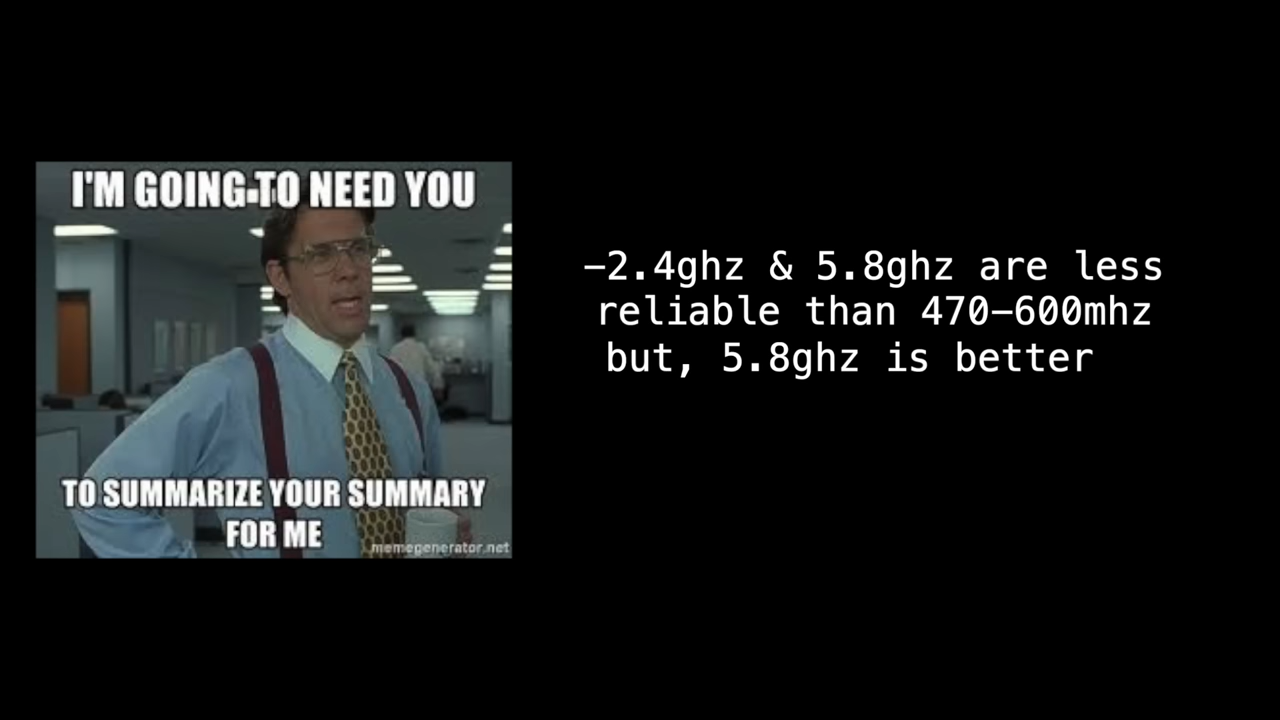 I'M GOING TO NEED YOU
TO SUMMARIZE YOUR SUMMARY
FOR ME
memegenerator.net
-2.4ghz & 5.8ghz are less
reliable than 470-600mhz
but, 5.8ghz is better